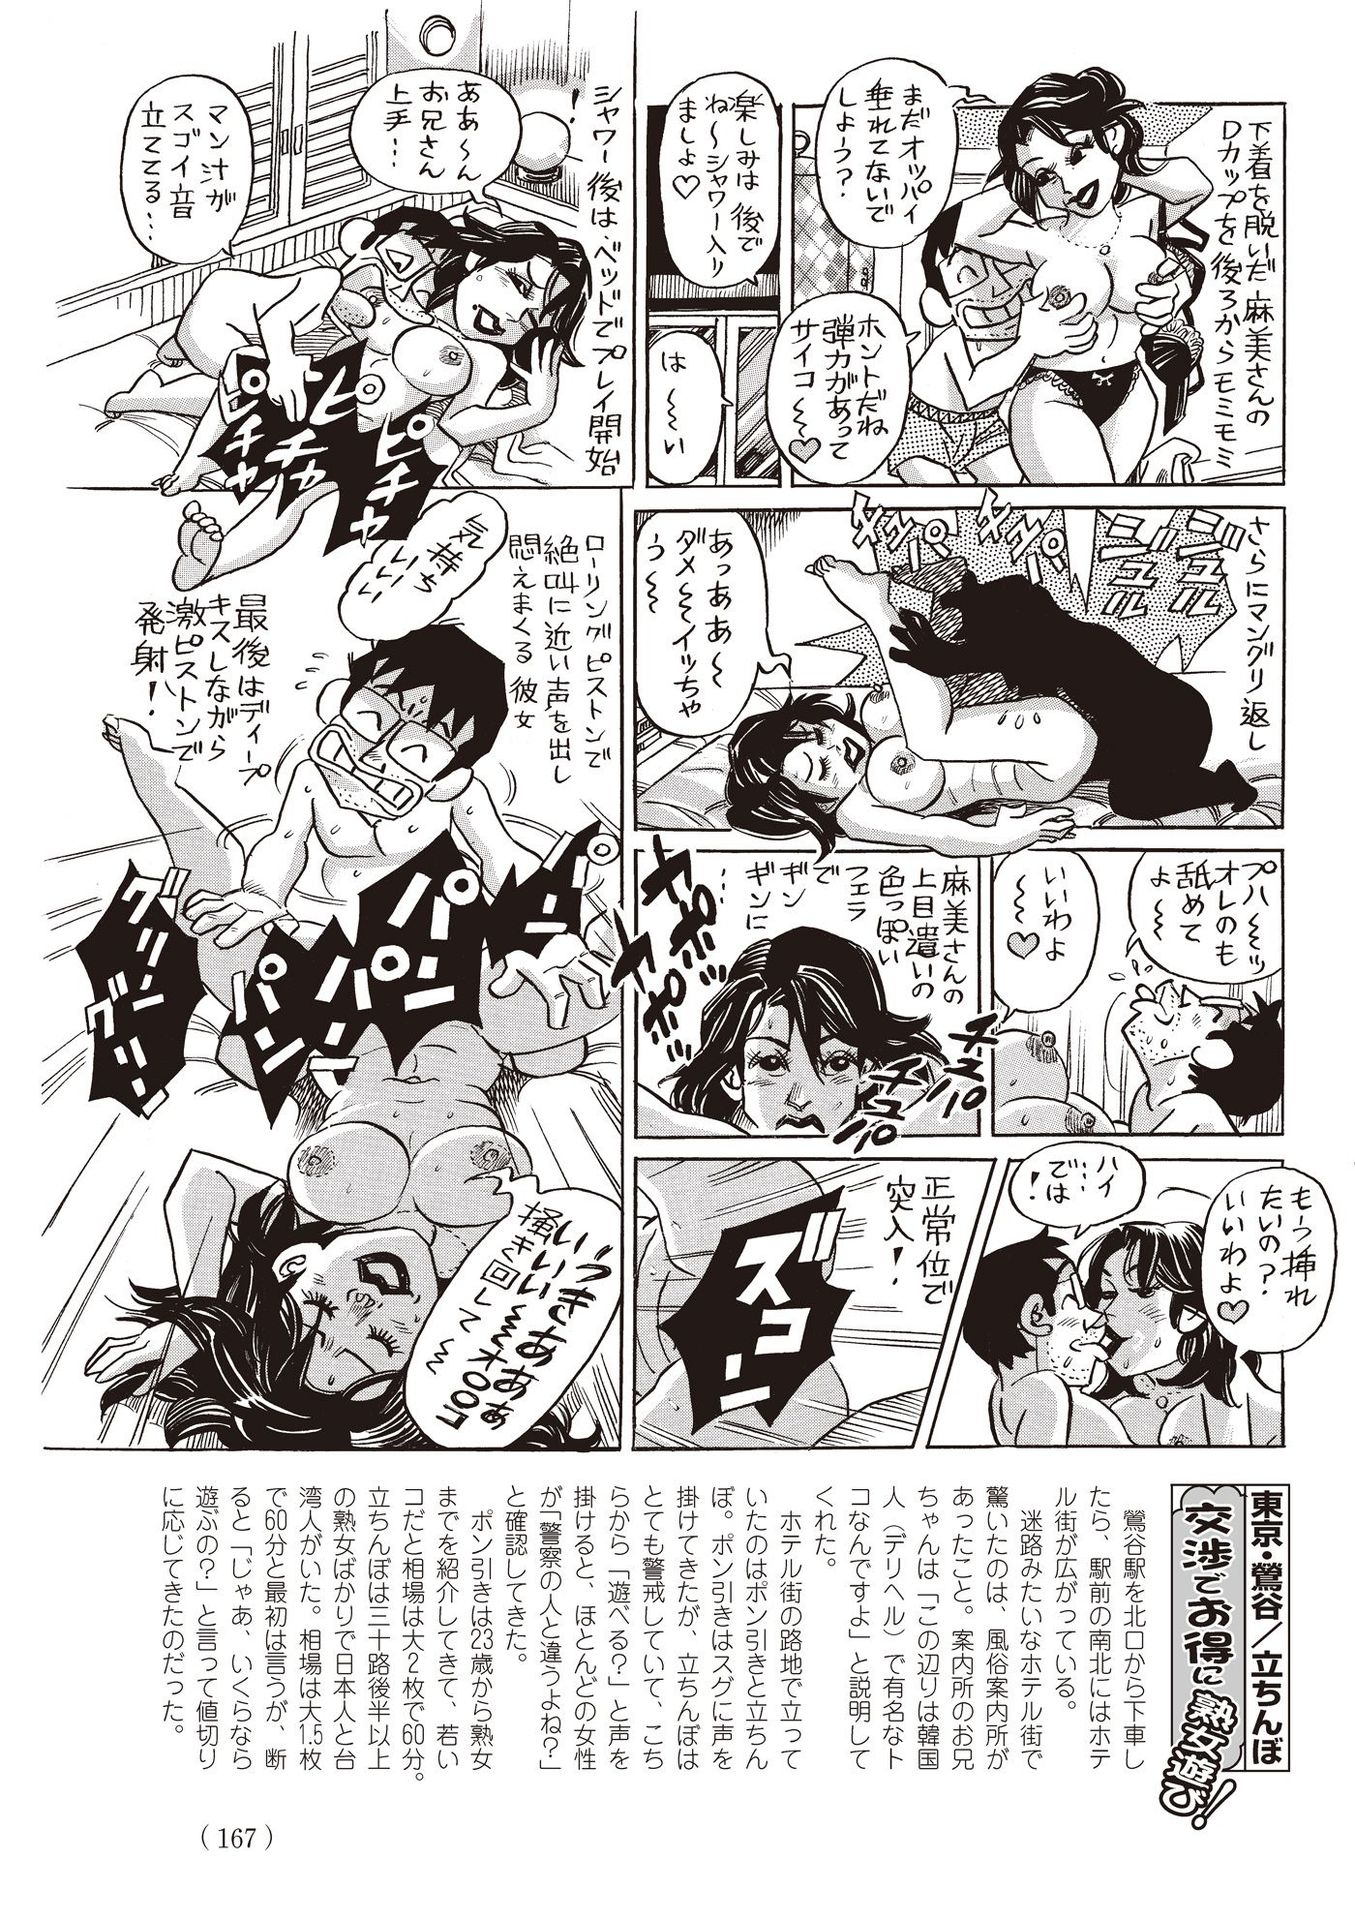 下着を脱いだ麻美さんの
Dカップを後ろからモミモミ
まだオッパイ
垂れてないで
しょう?
ホントだね
弾力があって
サイコ〜〜♡
楽しみは後で
ね〜シャワー入り
ましょ♡
は〜〜い
シャワー後は、ベッドでプレイ開始
!
ああ〜ん
お兄さん
上手…
マン汁が
スゴイ音
立ててる…
ピチャ
ピチャ
ピチャ
さらにマングリ返し
ジュル
ジュル
あっああ〜
ダメ〜〜イッちゃ
う〜〜
プハ〜〜ッ
オレのも
舐めて
よ〜〜
いいわよ
〜〜♡
麻美さんの
上目遣いの
色っぽい
フェラ
で
ギン
ギンに
チュパ
チュパ
もう挿れ
たいの?
いいわよ♡
ハイ
…では
!
正常位で
突入!
ズコーン
ローリングピストンで
絶叫に近い声を出し
悶えまくる彼女
気持ち
いい〜
最後はディープ
キスしながら
激ピストンで
発射!
パン
パン
パン
グリーン
グリーン
いつきああぁ
いいい〜〜オ〇〇コ
掻き回して〜〜
東京・鶯谷/立ちんぼ
交渉でお得に
熟女遊び!
鶯谷駅を北口から下車し
たら、駅前の南北にはホテ
ル街が広がっている。
迷路みたいなホテル街で
驚いたのは、風俗案内所が
あったこと。案内所のお兄
ちゃんは「この辺りは韓国
人(デリヘル)で有名なト
コなんですよ」と説明して
くれた。
ホテル街の路地で立って
いたのはポン引きと立ちん
ぼ。ポン引きはスグに声を
掛けてきたが、立ちんぼは
とても警戒していて、こち
らから「遊べる?」と声を
掛けると、ほとんどの女性
が「警察の人と違うよね?」
と確認してきた。
ポン引きは23歳から熟女
までを紹介してきて、若い
コだと相場は大2枚で60分。
立ちんぼは三十路後半以上
の熟女ばかりで日本人と台
湾人がいた。相場は大1.5枚
で60分と最初は言うが、断
ると「じゃあ、いくらなら
遊ぶの?」と言って値切り
に応じてきたのだった。
(167)